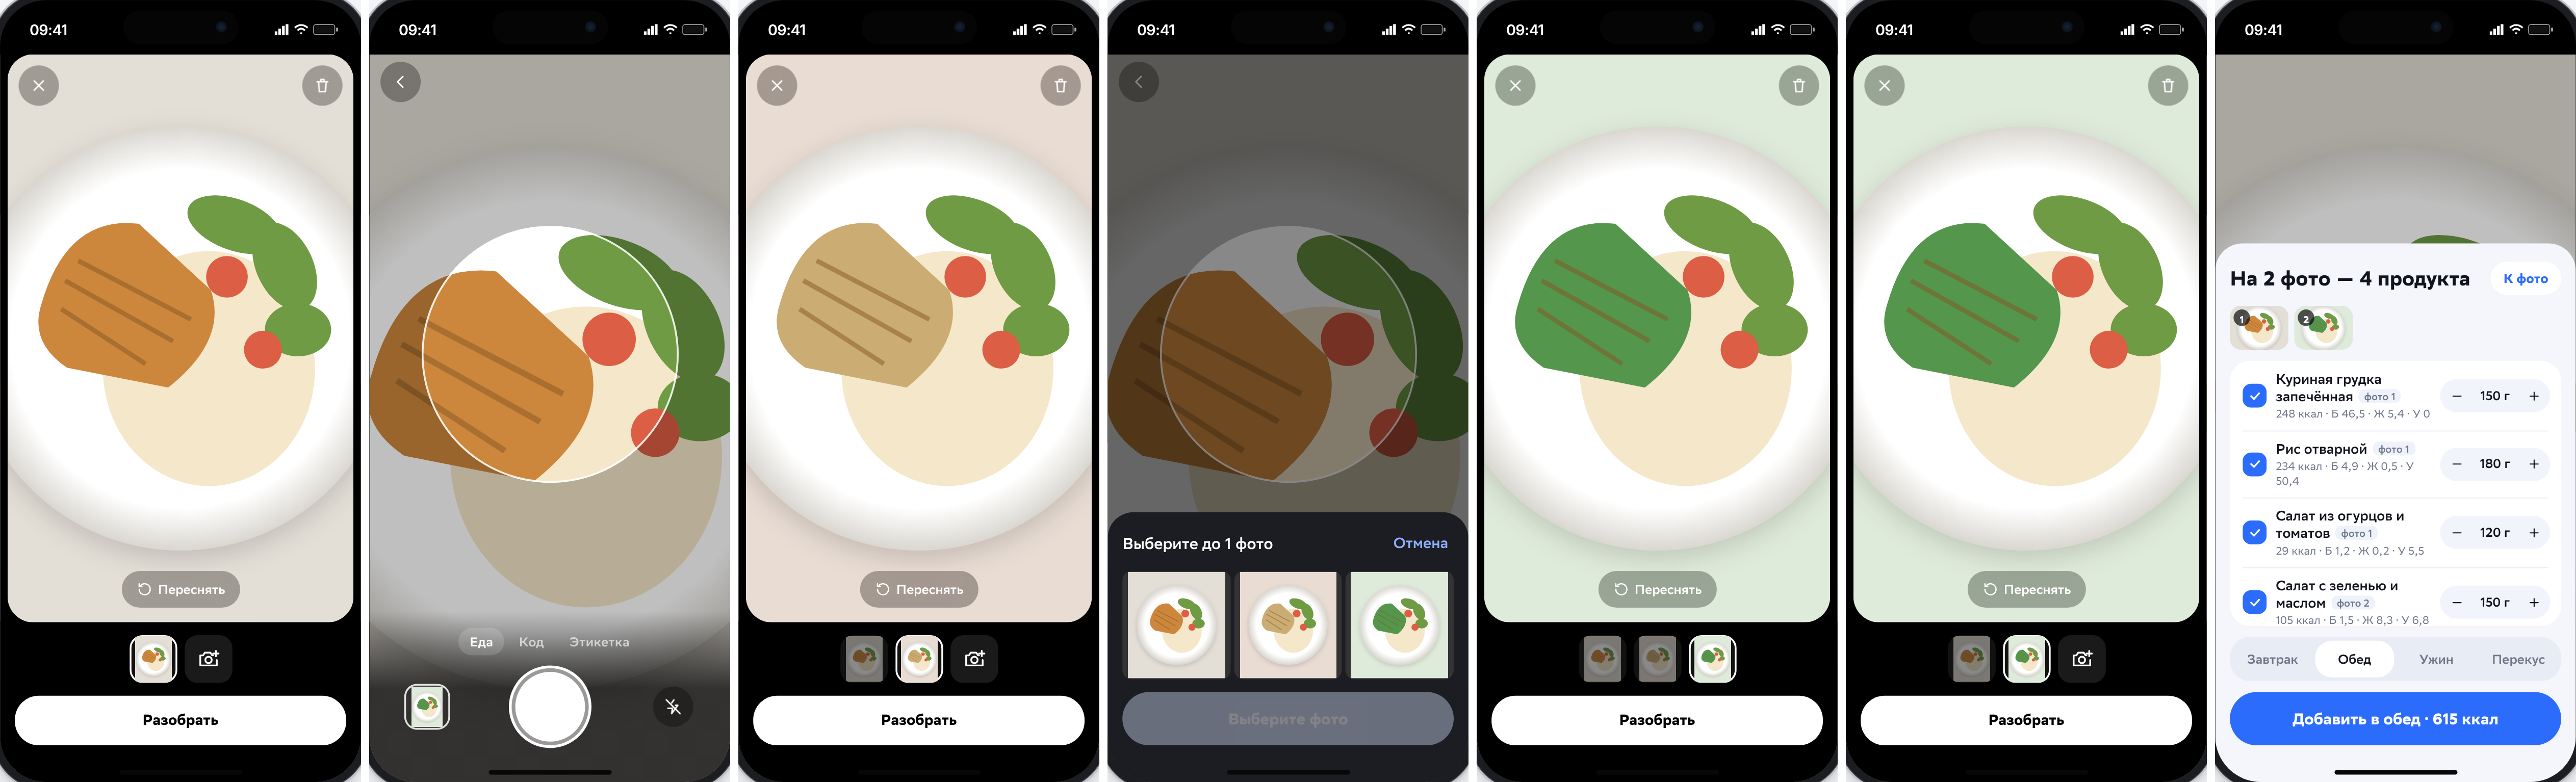 09:41
Переснять
Разобрать
09:41
Еда
Код
Этикетка
09:41
Переснять
Разобрать
09:41
Выберите до 1 фото
Отмена
Выберите фото
09:41
Переснять
Разобрать
09:41
Переснять
Разобрать
09:41
На 2 фото — 4 продукта
К фото
1
2
Куриная грудка
запечённая фото 1
248 ккал · Б 46,5 · Ж 5,4 · У 0
− 150 г +
Рис отварной фото 1
234 ккал · Б 4,9 · Ж 0,5 · У
50,4
− 180 г +
Салат из огурцов и
томатов фото 1
29 ккал · Б 1,2 · Ж 0,2 · У 5,5
− 120 г +
Салат с зеленью и
маслом фото 2
105 ккал · Б 1,5 · Ж 8,3 · У 6,8
− 150 г +
Завтрак
Обед
Ужин
Перекус
Добавить в обед · 615 ккал